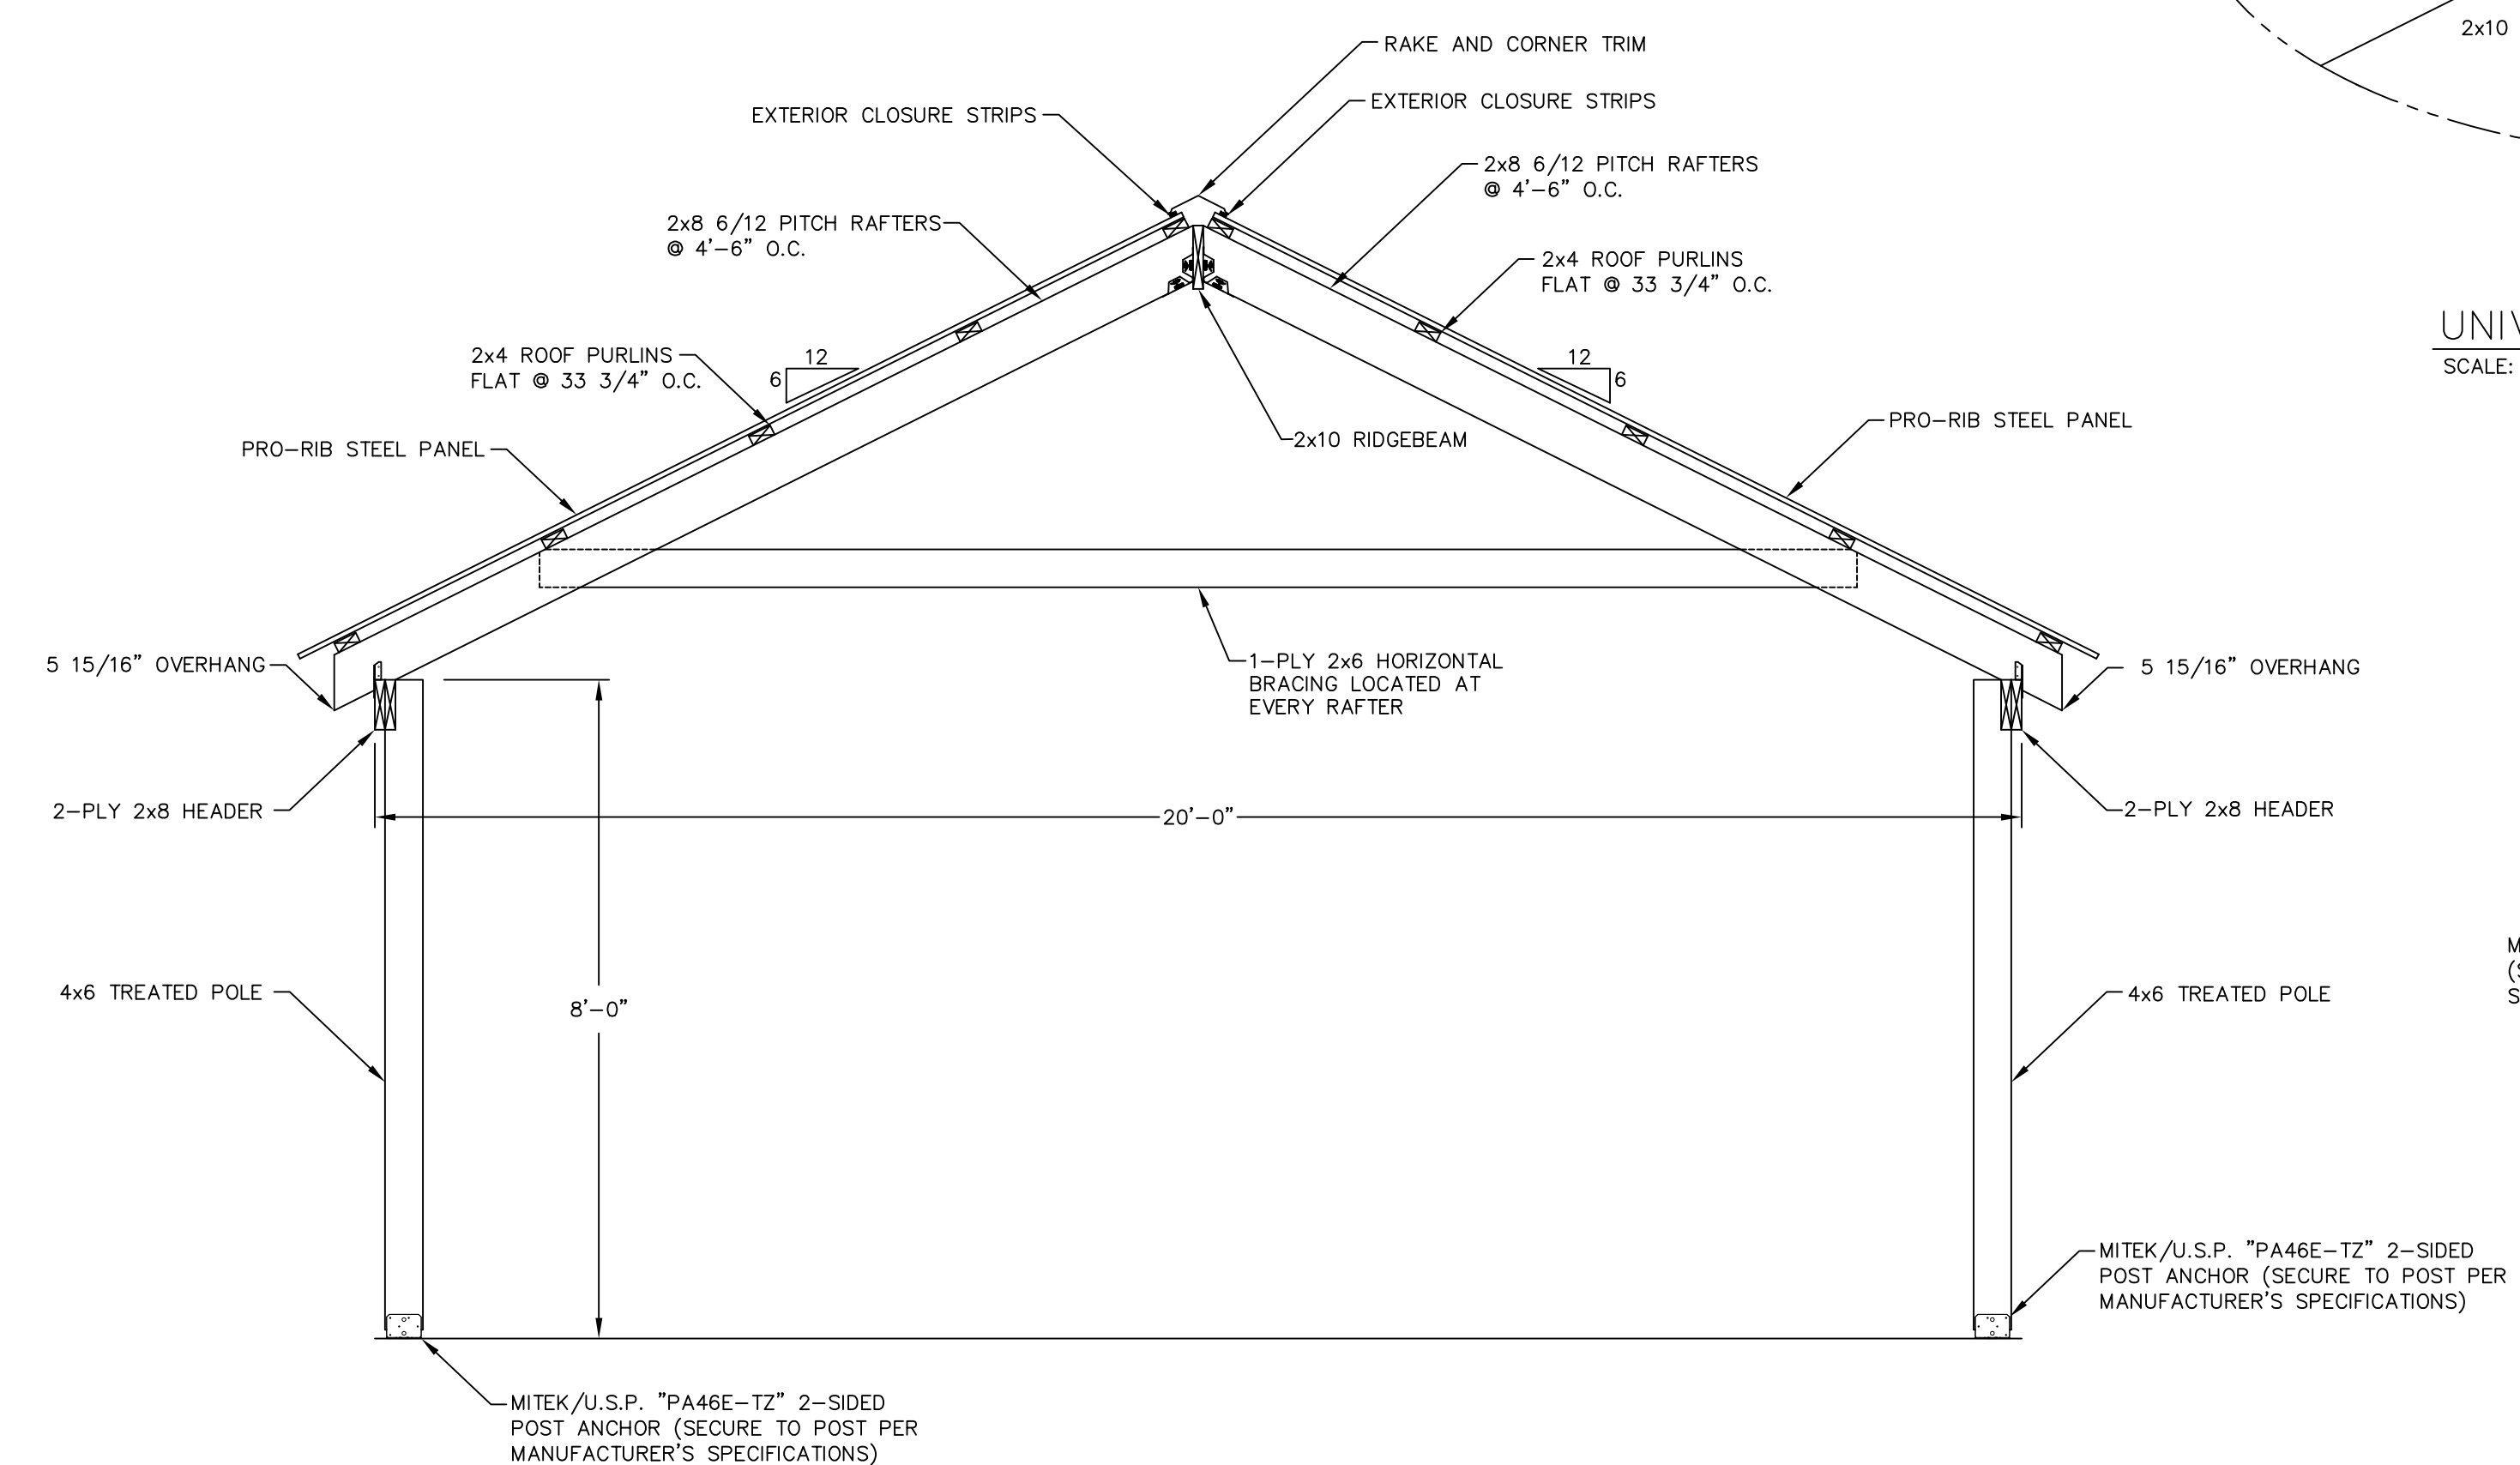 RAKE AND CORNER TRIM
EXTERIOR CLOSURE STRIPS
EXTERIOR CLOSURE STRIPS
2x8 6/12 PITCH RAFTERS
@ 4'-6" O.C.
2x8 6/12 PITCH RAFTERS
@ 4'-6" O.C.
2x4 ROOF PURLINS
FLAT @ 33 3/4" O.C.
2x4 ROOF PURLINS
FLAT @ 33 3/4" O.C.
12
6
12
6
PRO-RIB STEEL PANEL
2x10 RIDGEBEAM
PRO-RIB STEEL PANEL
5 15/16" OVERHANG
1-PLY 2x6 HORIZONTAL
BRACING LOCATED AT
EVERY RAFTER
5 15/16" OVERHANG
2-PLY 2x8 HEADER
20'-0"
2-PLY 2x8 HEADER
4x6 TREATED POLE
8'-0"
4x6 TREATED POLE
MITEK/U.S.P. "PA46E-TZ" 2-SIDED
POST ANCHOR (SECURE TO POST PER
MANUFACTURER'S SPECIFICATIONS)
MITEK/U.S.P. "PA46E-TZ" 2-SIDED
POST ANCHOR (SECURE TO POST PER
MANUFACTURER'S SPECIFICATIONS)
2x10
SCALE: